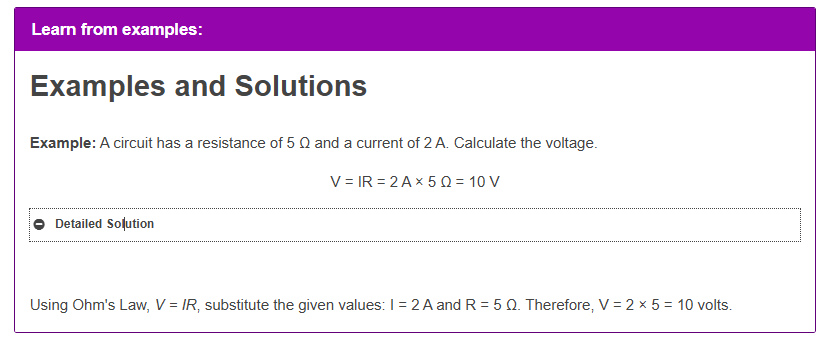 Learn from examples:
Examples and Solutions
Example: A circuit has a resistance of 5 Ω and a current of 2 A. Calculate the voltage.
V = IR = 2 A × 5 Ω = 10 V
Detailed Solution
Using Ohm's Law, V = IR, substitute the given values: I = 2 A and R = 5 Ω. Therefore, V = 2 × 5 = 10 volts.